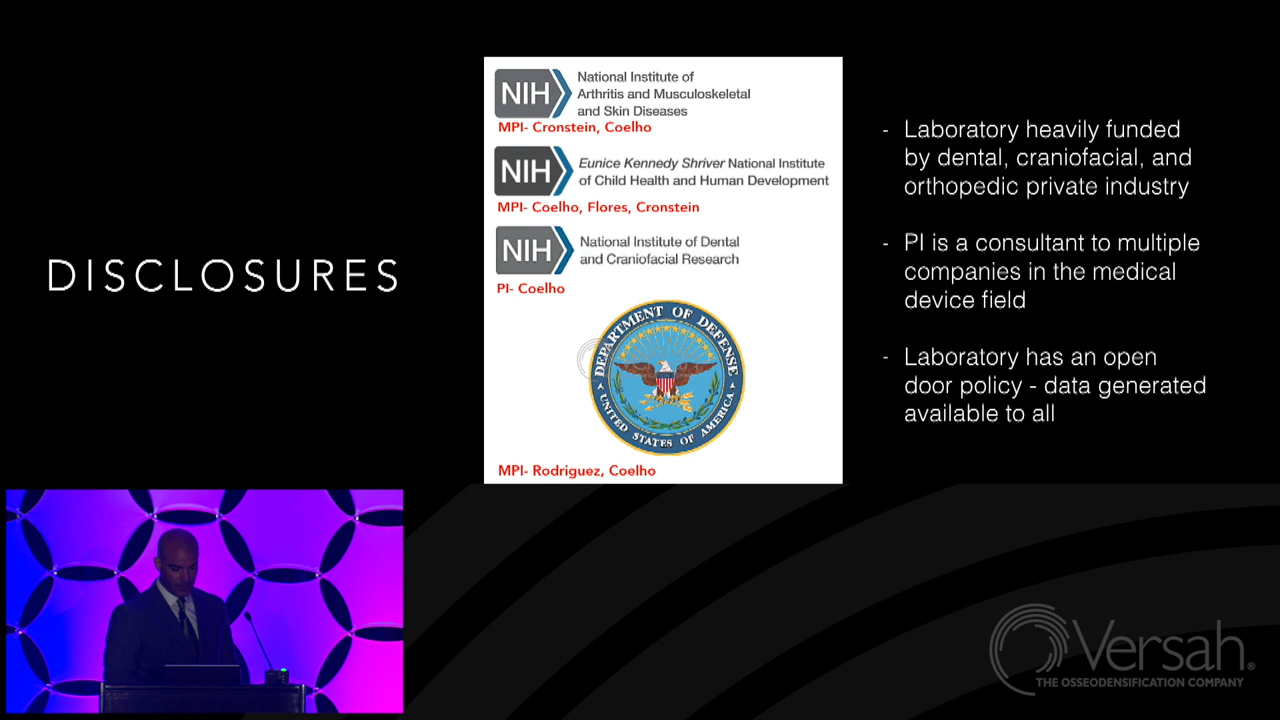 DISCLOSURES
NIH
National Institute of
Arthritis and Musculoskeletal
and Skin Diseases
MPI- Cronstein, Coelho
NIH
Eunice Kennedy Shriver National Institute
of Child Health and Human Development
MPI- Coelho, Flores, Cronstein
NIH
National Institute of Dental
and Craniofacial Research
PI- Coelho
DEPARTMENT OF DEFENSE
UNITED STATES OF AMERICA
MPI- Rodriguez, Coelho
- Laboratory heavily funded
by dental, craniofacial, and
orthopedic private industry
- PI is a consultant to multiple
companies in the medical
device field
- Laboratory has an open
door policy - data generated
available to all
Versah®
THE OSSEODENSIFICATION COMPANY